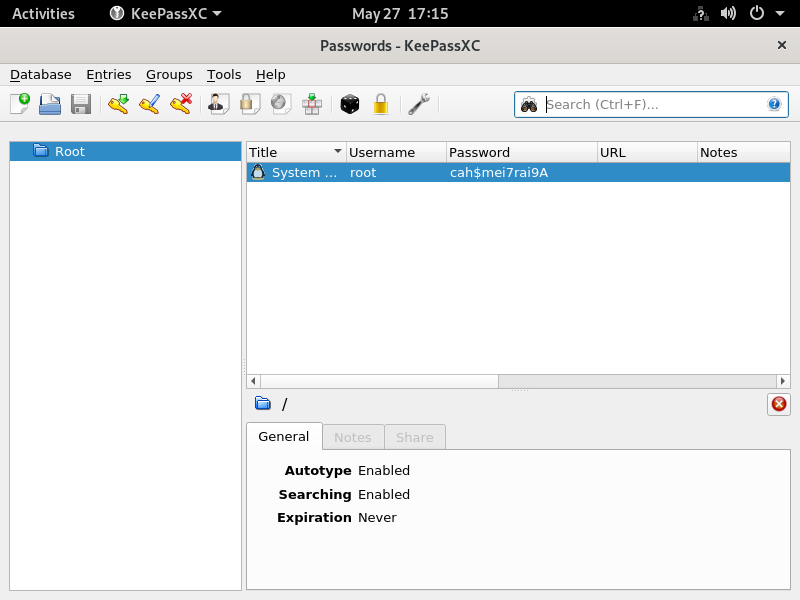 Activities KeePassXC May 27 17:15
Passwords - KeePassXC
Database Entries Groups Tools Help
Search (Ctrl+F)...
Root
Title Username Password URL Notes
System ... root cah$mei7rai9A
/
General Notes Share
Autotype Enabled
Searching Enabled
Expiration Never